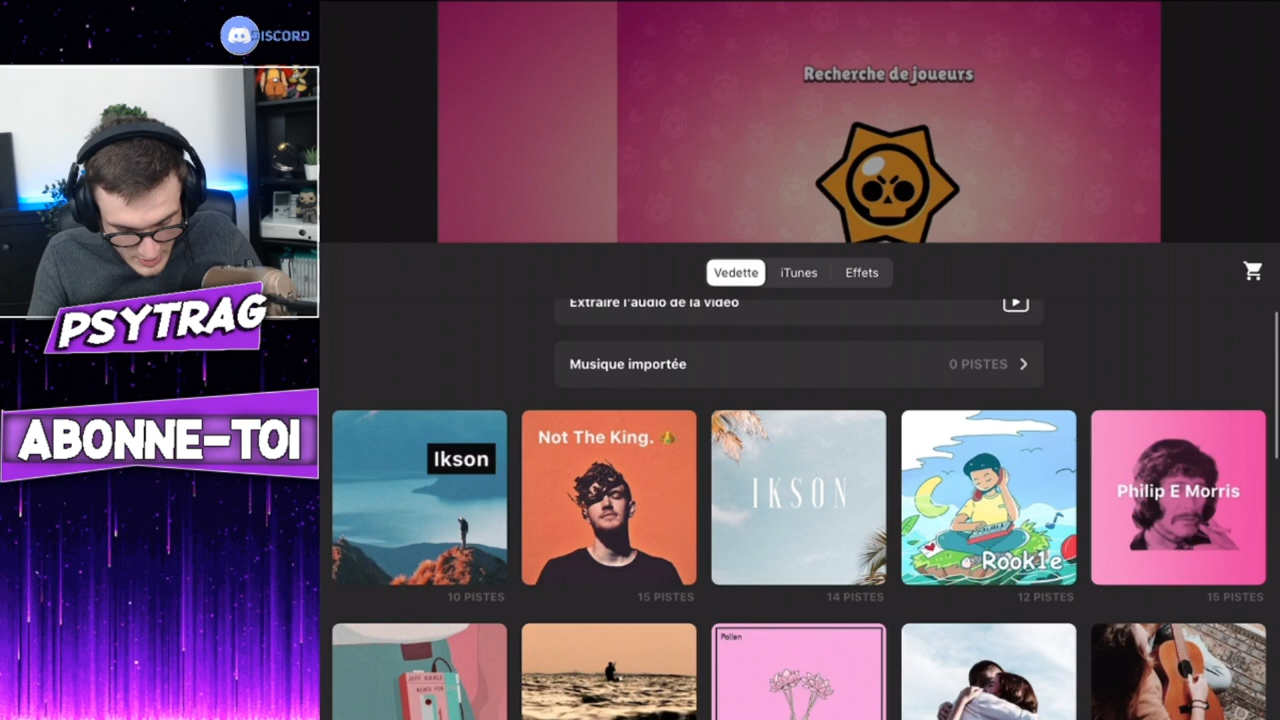 DISCORD
PSYTRAG
ABONNE-TOI
Recherche de joueurs
Vedette
iTunes
Effets
Extraire l'audio de la vidéo
Musique importée
0 PISTES
Ikson
10 PISTES
Not The King.
15 PISTES
IKSON
14 PISTES
Rook1e
12 PISTES
Philip E Morris
15 PISTES
Pollen